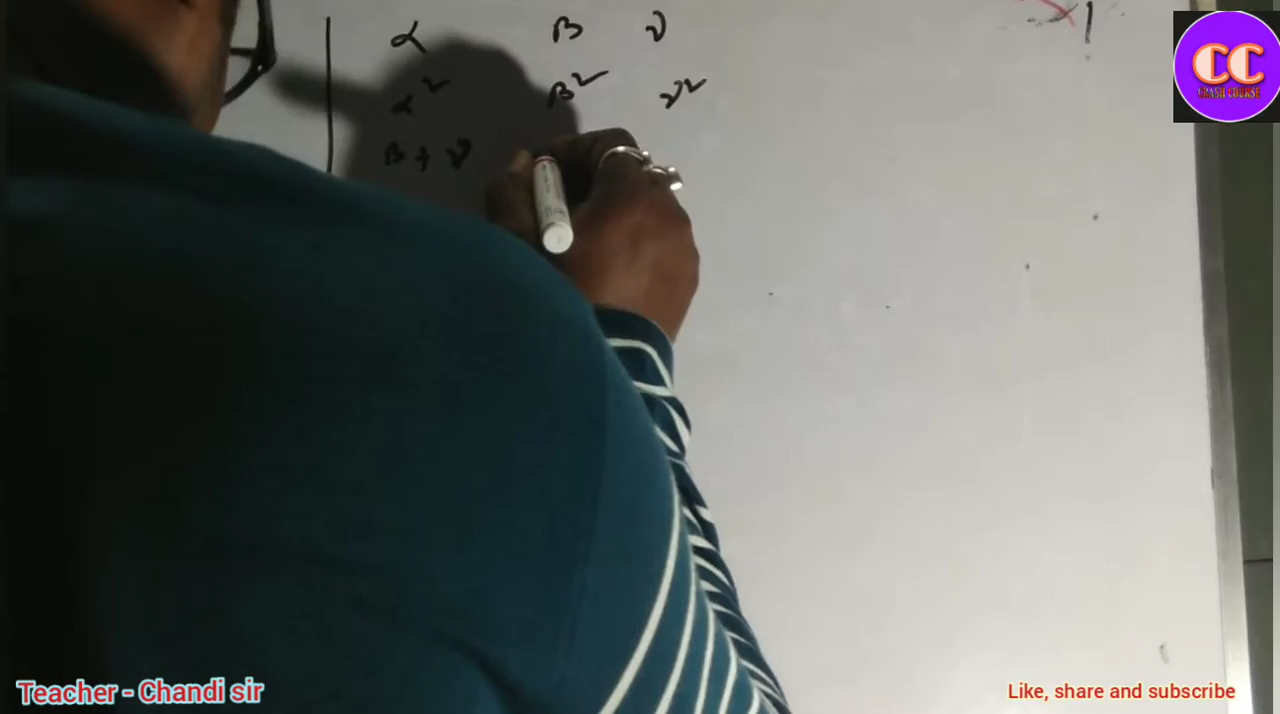 α β γ
α² β² γ²
β + γ
CC
CRASH COURSE
Teacher - Chandi sir
Like, share and subscribe